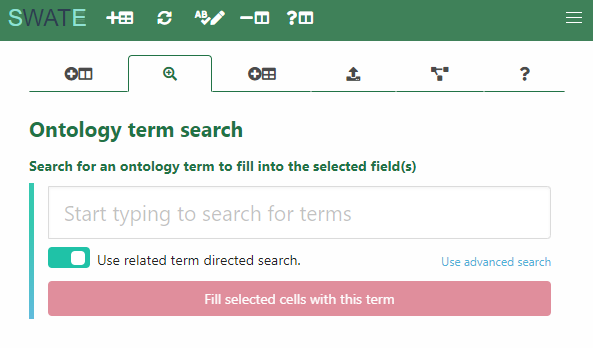 SWATE
Ontology term search
Search for an ontology term to fill into the selected field(s)
Start typing to search for terms
Use related term directed search.
Use advanced search
Fill selected cells with this term